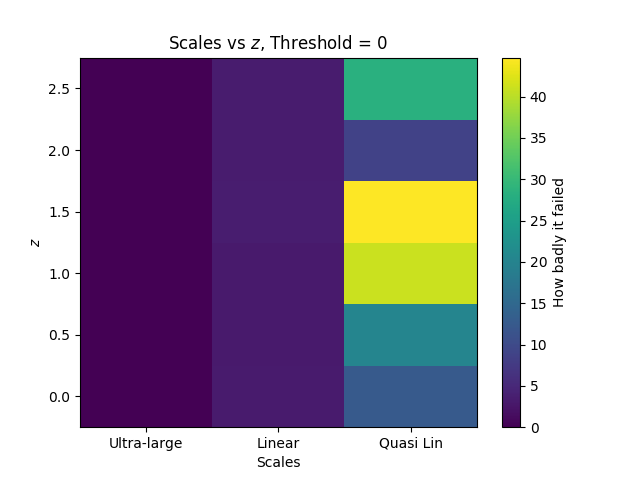 Scales vs z, Threshold = 0
2.5
2.0
1.5
1.0
0.5
0.0
z
Ultra-large
Linear
Quasi Lin
Scales
40
35
30
25
20
15
10
5
0
How badly it failed